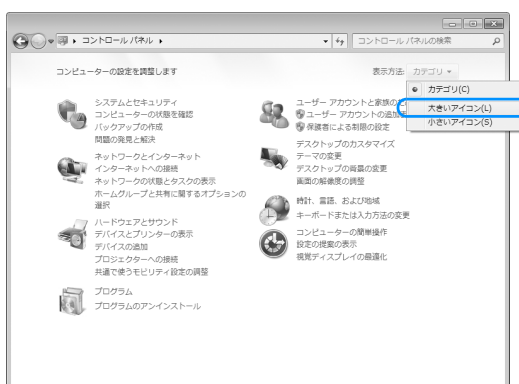 コントロール パネル
コントロール パネルの検索
コンピューターの設定を調整します
表示方法: カテゴリ
カテゴリ(C)
大きいアイコン(L)
小さいアイコン(S)
システムとセキュリティ
コンピューターの状態を確認
バックアップの作成
問題の発見と解決
ネットワークとインターネット
インターネットへの接続
ネットワークの状態とタスクの表示
ホームグループと共有に関するオプションの
選択
ハードウェアとサウンド
デバイスとプリンターの表示
デバイスの追加
プロジェクターへの接続
共通で使うモビリティ設定の調整
プログラム
プログラムのアンインストール
ユーザー アカウントと家族の
ユーザー アカウントの追加
保護者による制限の設定
デスクトップのカスタマイズ
テーマの変更
デスクトップの背景の変更
画面の解像度の調整
時計、言語、および地域
キーボードまたは入力方法の変更
コンピューターの簡単操作
設定の提案の表示
視覚ディスプレイの最適化